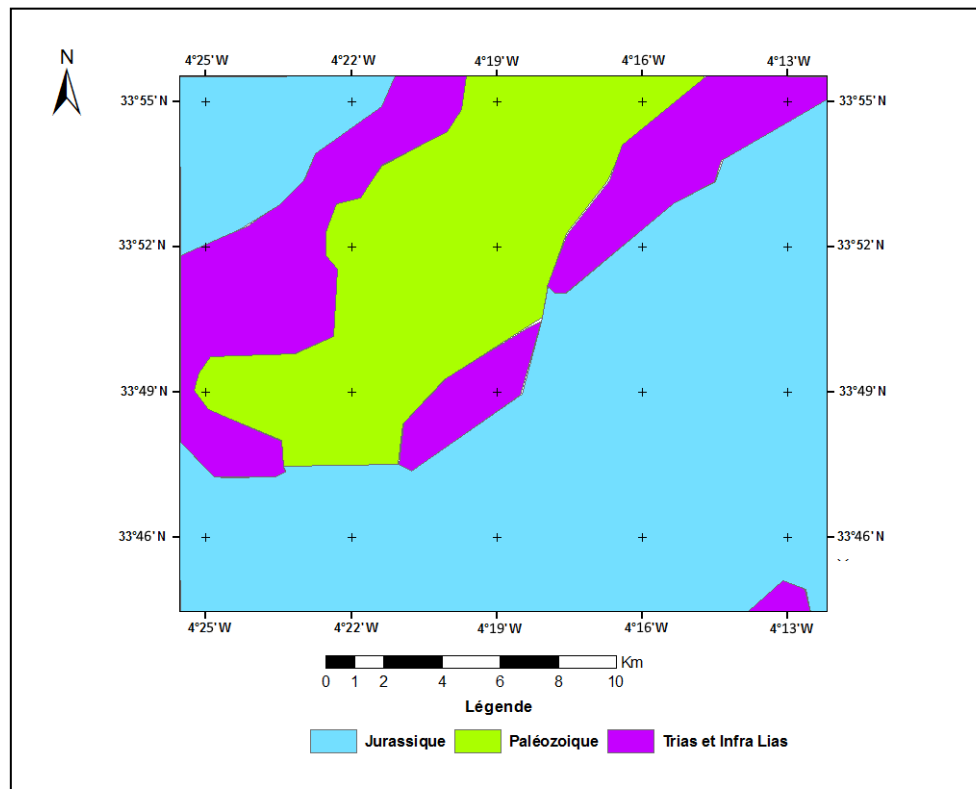 N
4°25'W 4°22'W 4°19'W 4°16'W 4°13'W
33°55'N 33°55'N
33°52'N 33°52'N
33°49'N 33°49'N
33°46'N 33°46'N
4°25'W 4°22'W 4°19'W 4°16'W 4°13'W
Km
0 1 2 4 6 8 10
Légende
Jurassique Paléozoique Trias et Infra Lias